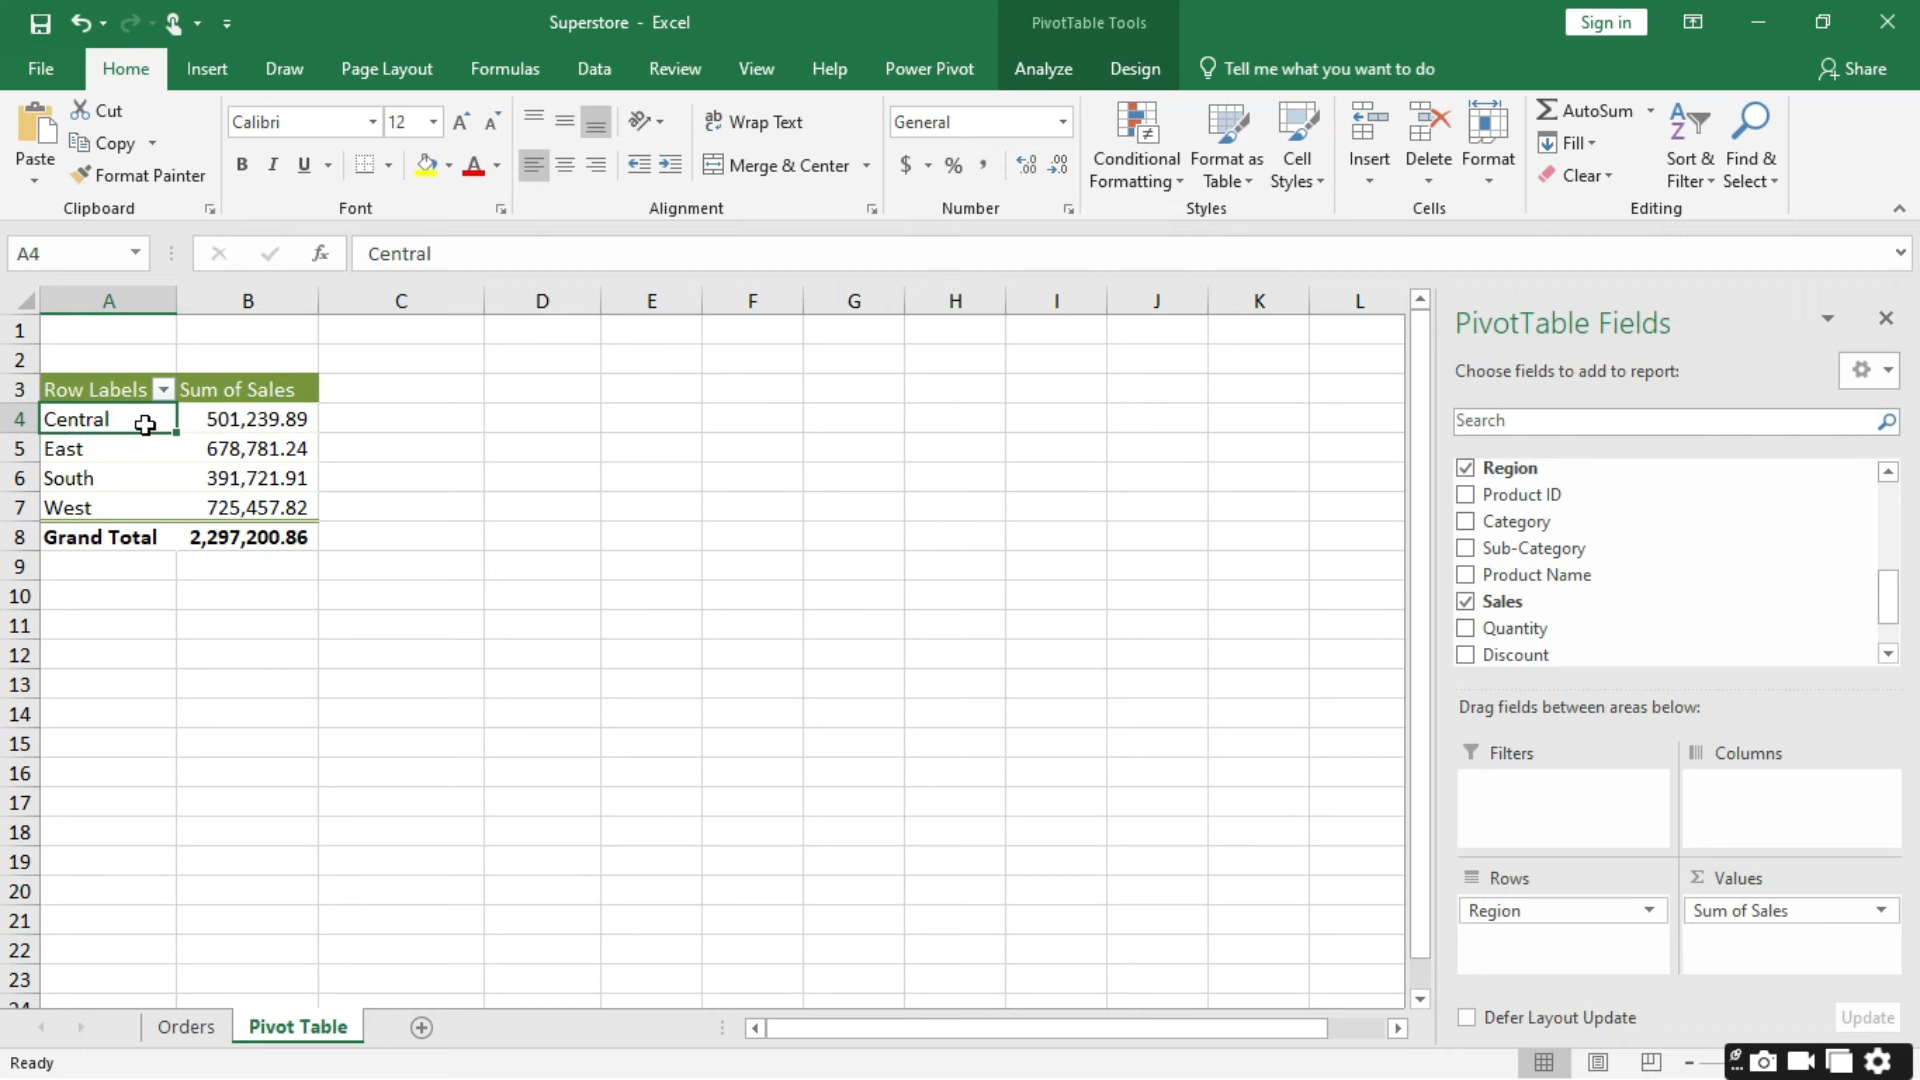 Superstore - Excel
PivotTable Tools
Sign in
File Home Insert Draw Page Layout Formulas Data Review View Help Power Pivot Analyze Design Tell me what you want to do Share
Paste
Cut
Copy
Format Painter
Clipboard
Calibri 12
B I U A
Font
Wrap Text
Merge & Center
Alignment
General
$ % ,
Number
Conditional Formatting
Format as Table
Cell Styles
Styles
Insert
Delete
Format
Cells
AutoSum
Fill
Clear
Sort & Filter
Find & Select
Editing
A4
fx
Central
A B C D E F G H I J K L
1
2
3 Row Labels Sum of Sales
4 Central 501,239.89
5 East 678,781.24
6 South 391,721.91
7 West 725,457.82
8 Grand Total 2,297,200.86
9
10
11
12
13
14
15
16
17
18
19
20
21
22
23
24
PivotTable Fields
Choose fields to add to report:
Search
Region
Product ID
Category
Sub-Category
Product Name
Sales
Quantity
Discount
Drag fields between areas below:
Filters
Columns
Rows
Values
Region
Sum of Sales
Defer Layout Update
Update
Orders
Pivot Table
Ready